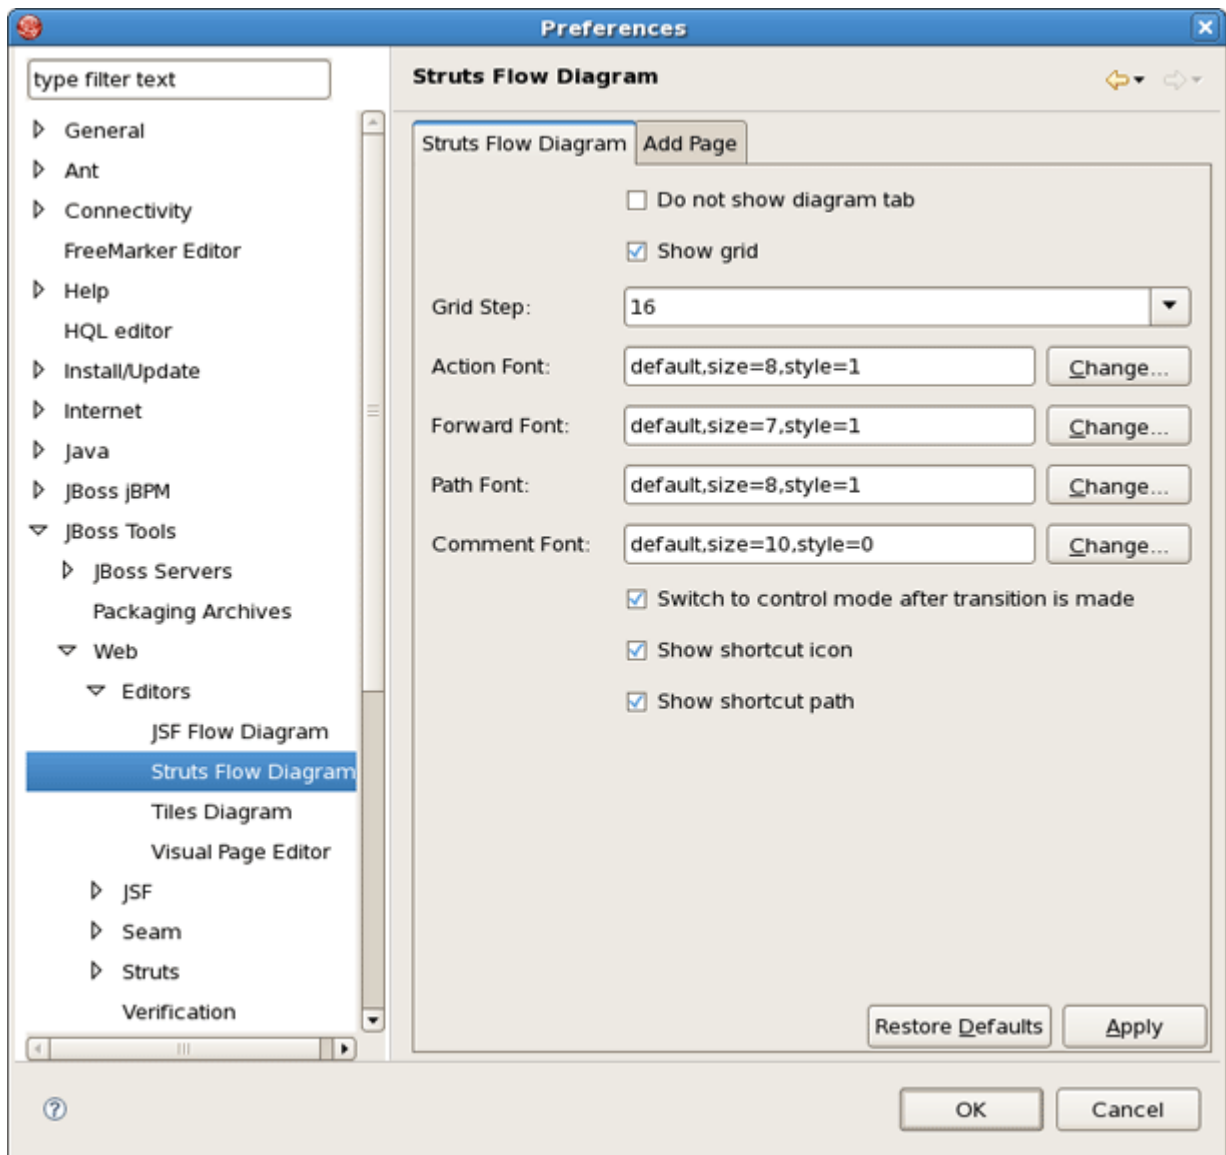 Preferences
type filter text
General
Ant
Connectivity
FreeMarker Editor
Help
HQL editor
Install/Update
Internet
Java
JBoss jBPM
JBoss Tools
JBoss Servers
Packaging Archives
Web
Editors
JSF Flow Diagram
Struts Flow Diagram
Tiles Diagram
Visual Page Editor
JSF
Seam
Struts
Verification
Struts Flow Diagram
Struts Flow Diagram Add Page
Do not show diagram tab
Show grid
Grid Step: 16
Action Font: default,size=8,style=1 Change...
Forward Font: default,size=7,style=1 Change...
Path Font: default,size=8,style=1 Change...
Comment Font: default,size=10,style=0 Change...
Switch to control mode after transition is made
Show shortcut icon
Show shortcut path
Restore Defaults Apply
? OK Cancel